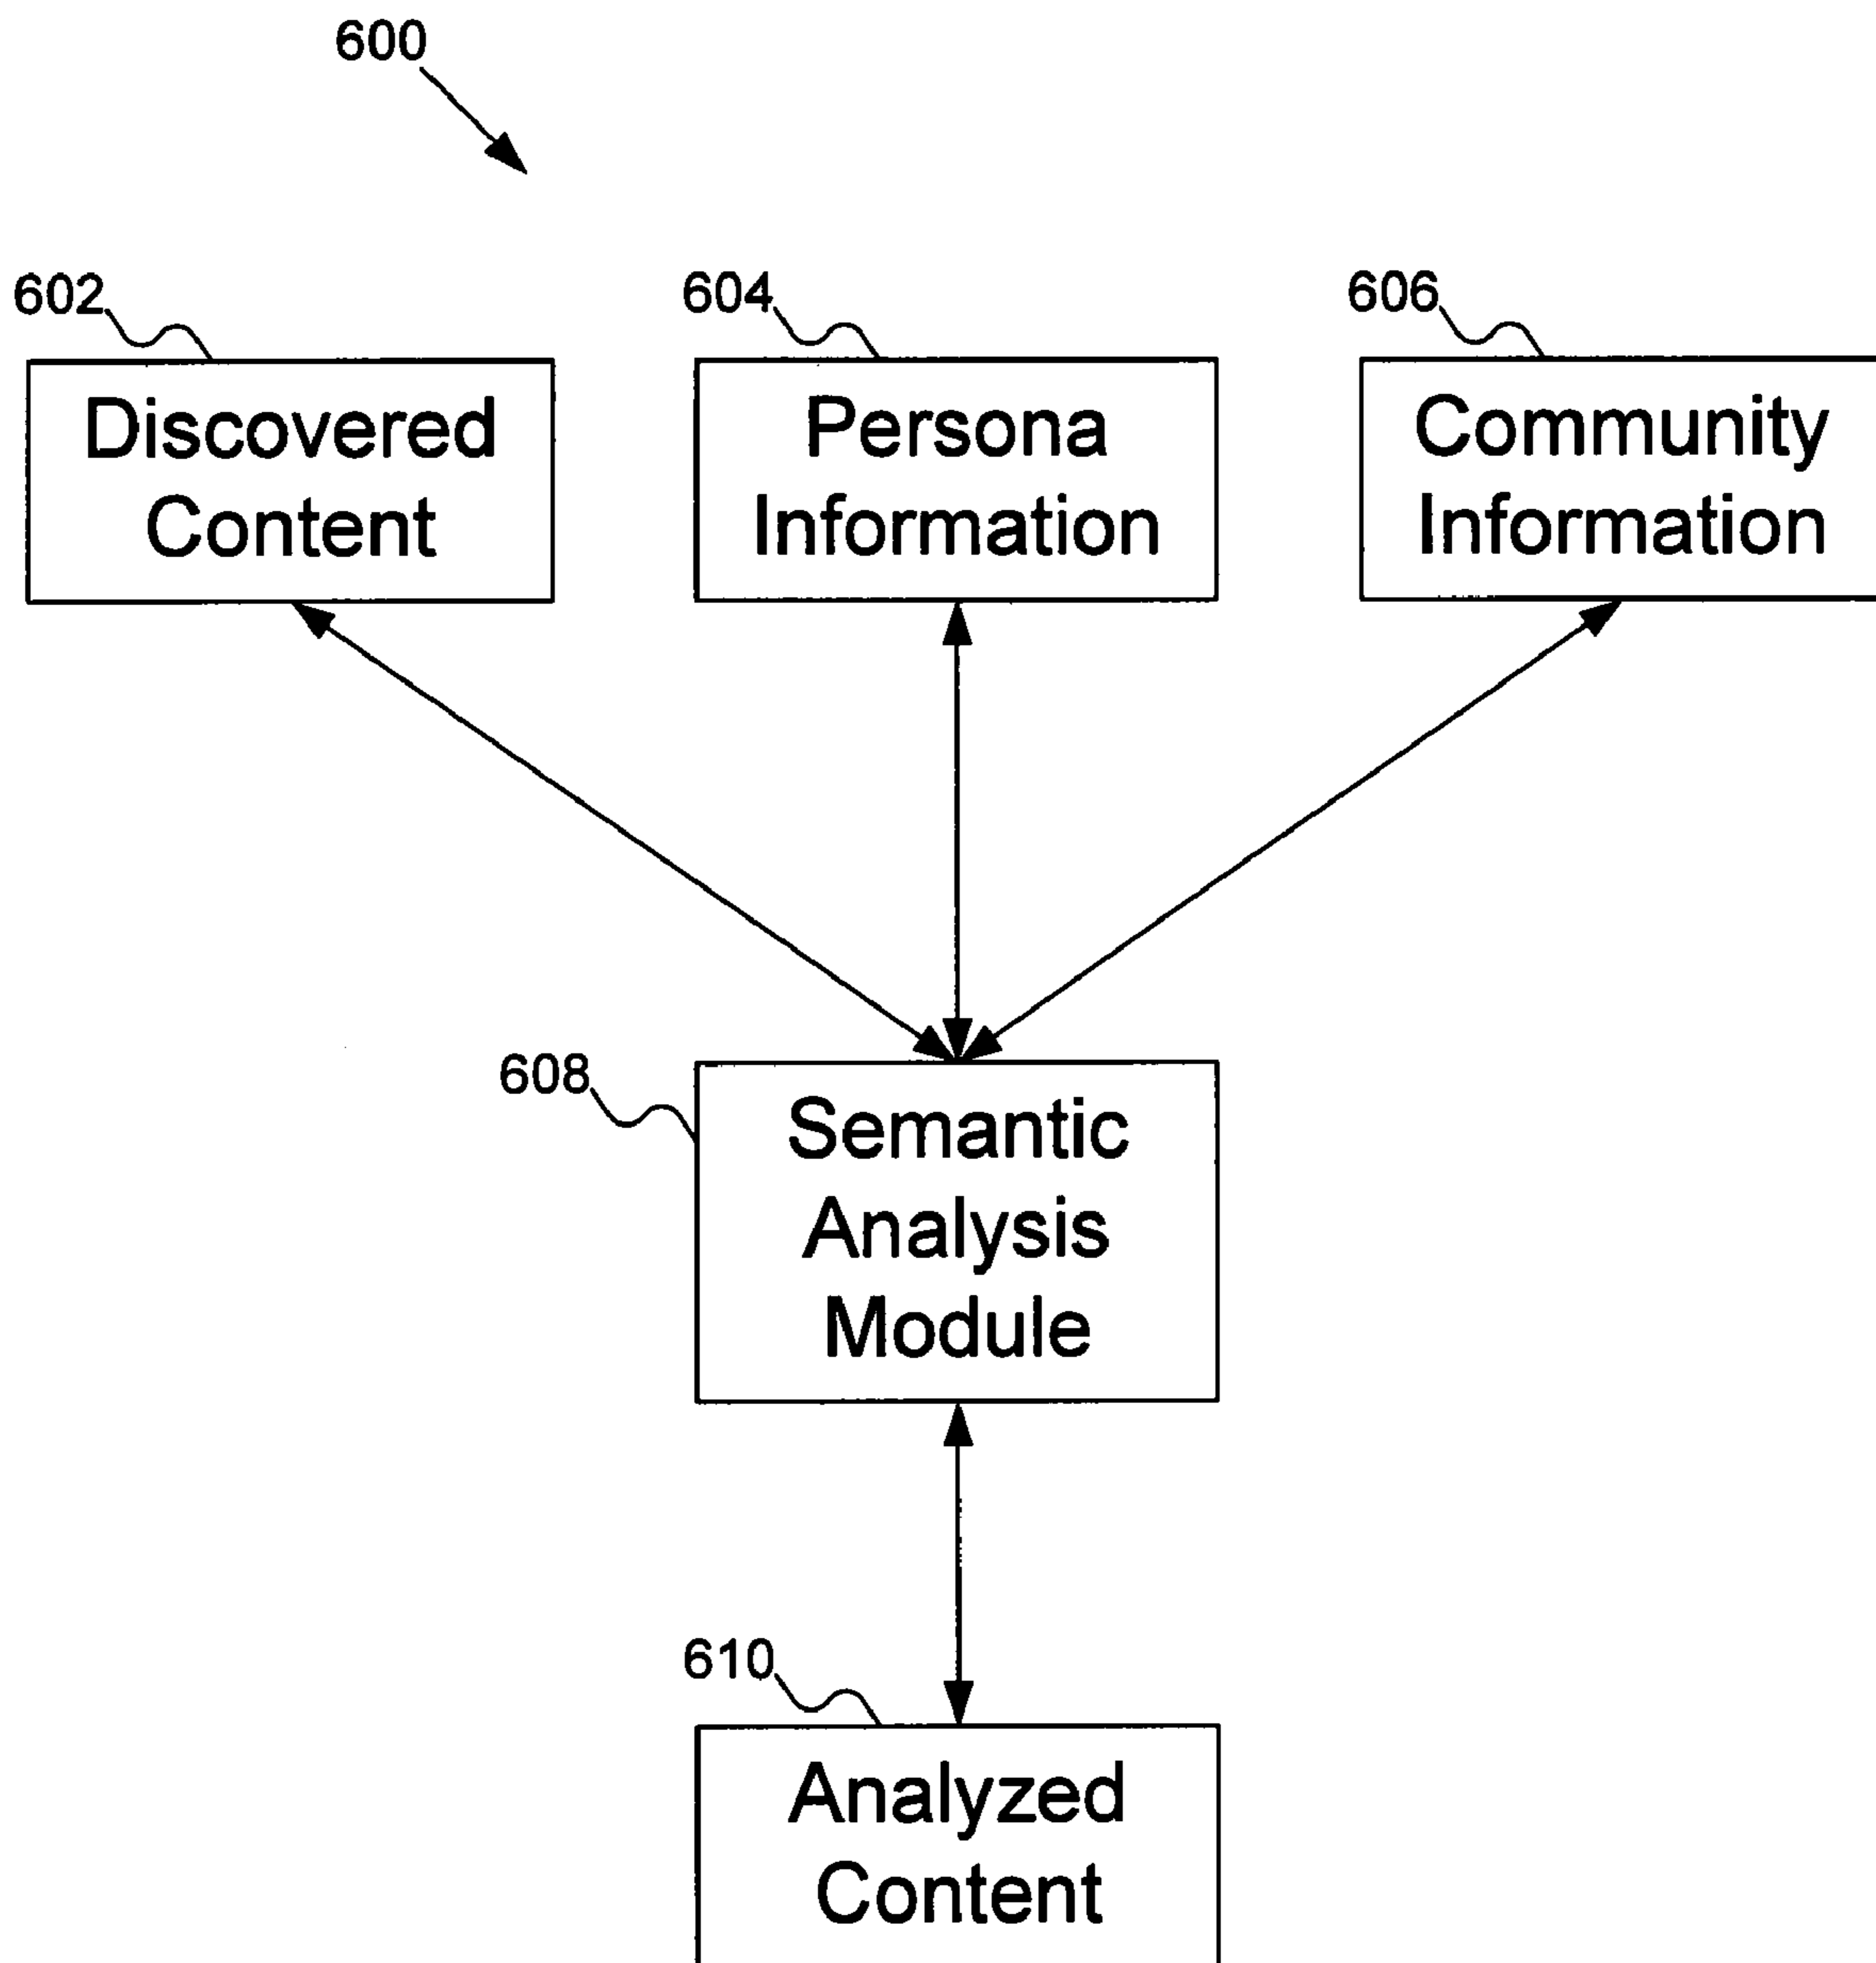 600
602
604
606
Discovered
Content
Persona
Information
Community
Information
608
Semantic
Analysis
Module
610
Analyzed
Content